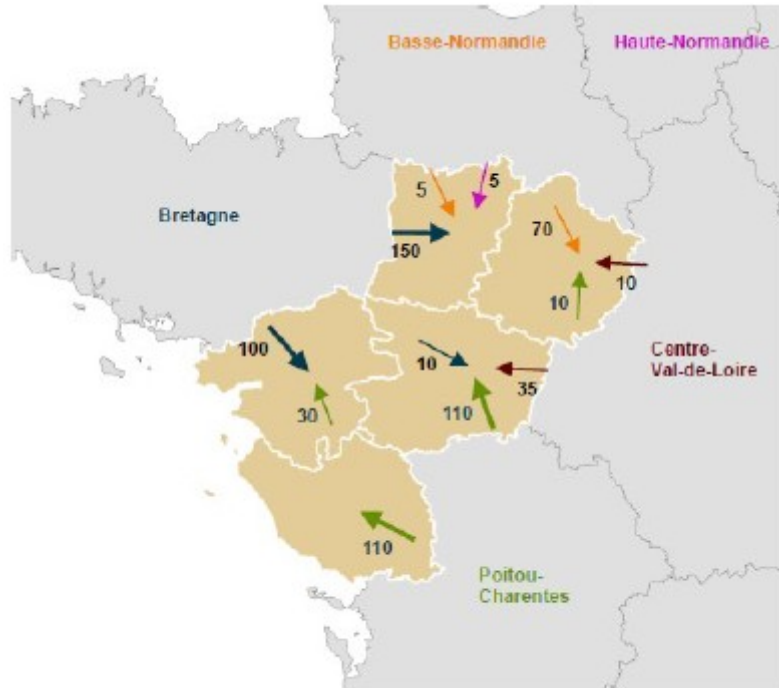 Basse-Normandie
Haute-Normandie
5
5
Bretagne
70
150
10
10
100
10
Centre-
Val-de-Loire
35
30
110
110
Poitou-
Charentes